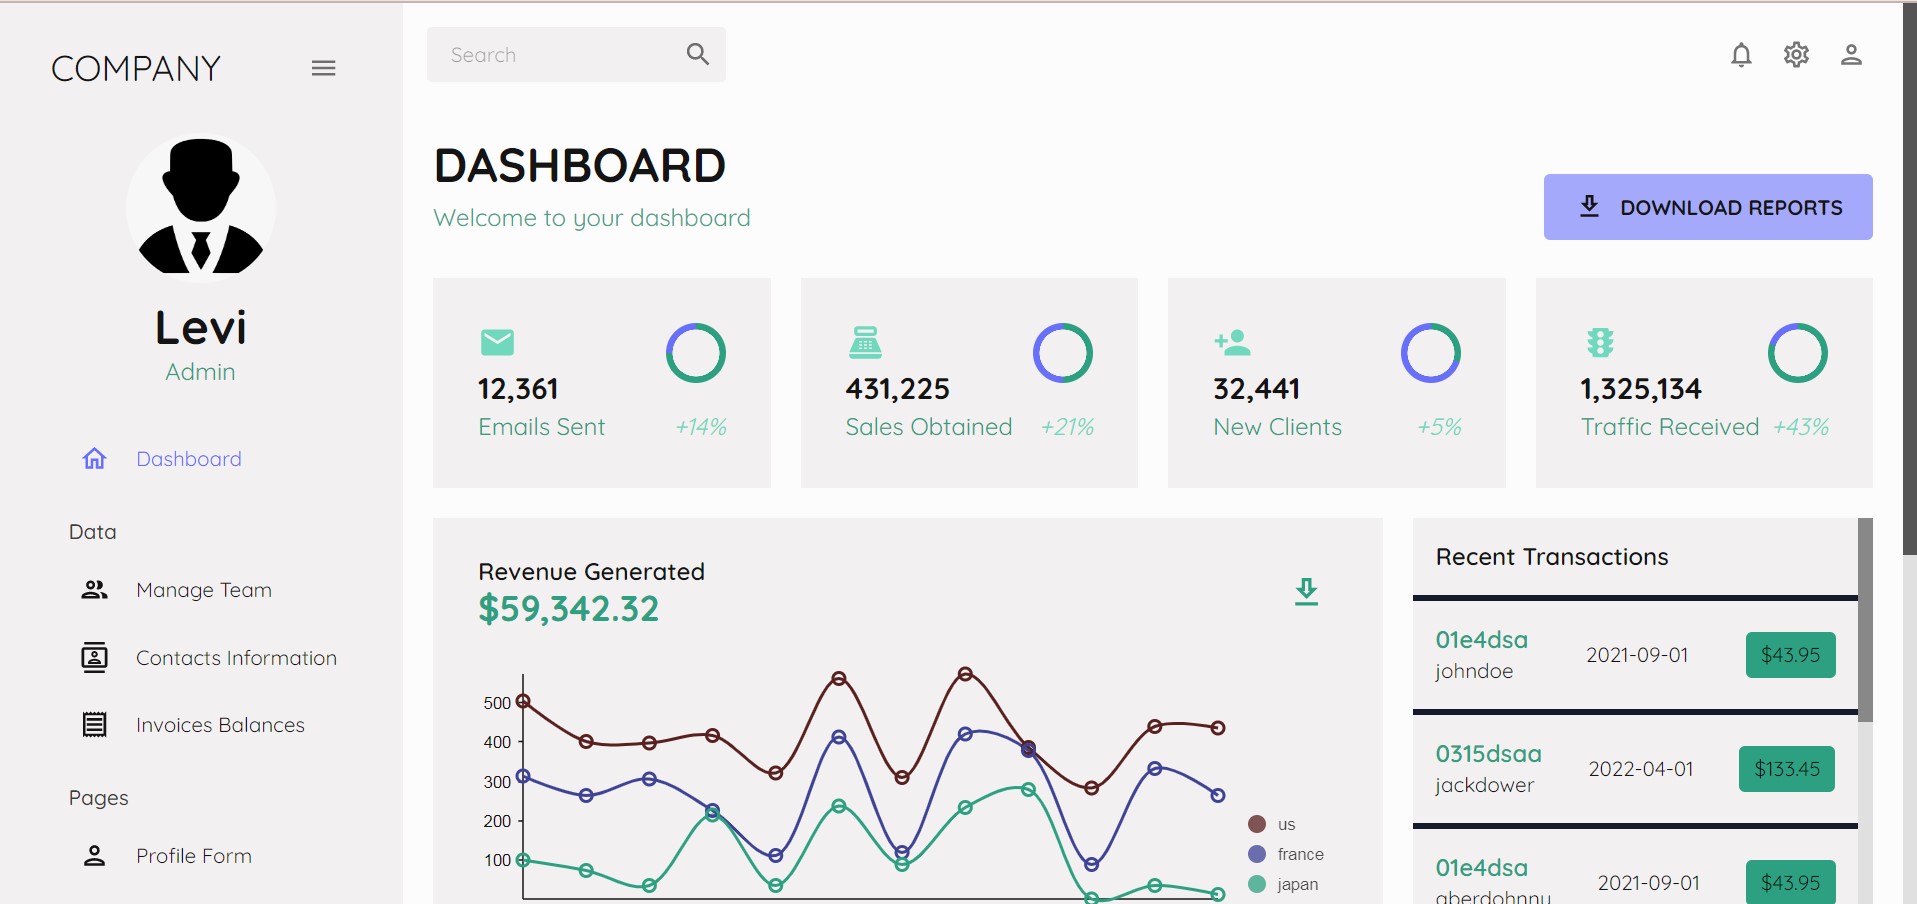 COMPANY
Search
Levi
Admin
Dashboard
Data
Manage Team
Contacts Information
Invoices Balances
Pages
Profile Form
DASHBOARD
Welcome to your dashboard
DOWNLOAD REPORTS
12,361
Emails Sent +14%
431,225
Sales Obtained +21%
32,441
New Clients +5%
1,325,134
Traffic Received +43%
Revenue Generated
$59,342.32
500
400
300
200
100
us
france
japan
Recent Transactions
01e4dsa
johndoe
2021-09-01
$43.95
0315dsaa
jackdower
2022-04-01
$133.45
01e4dsa
aberdohnny
2021-09-01
$43.95